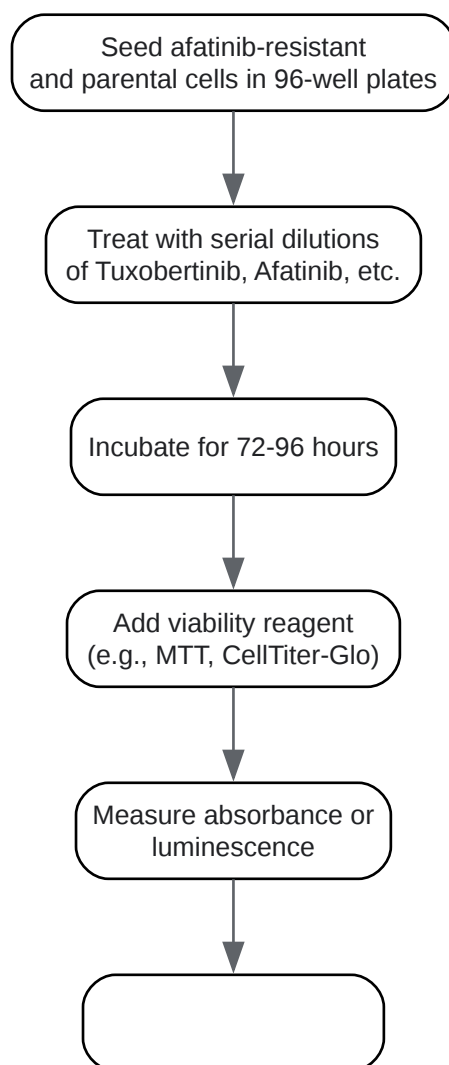 Seed afatinib-resistant
and parental cells in 96-well plates
Treat with serial dilutions
of Tuxobertinib, Afatinib, etc.
Incubate for 72-96 hours
Add viability reagent
(e.g., MTT, CellTiter-Glo)
Measure absorbance or
luminescence